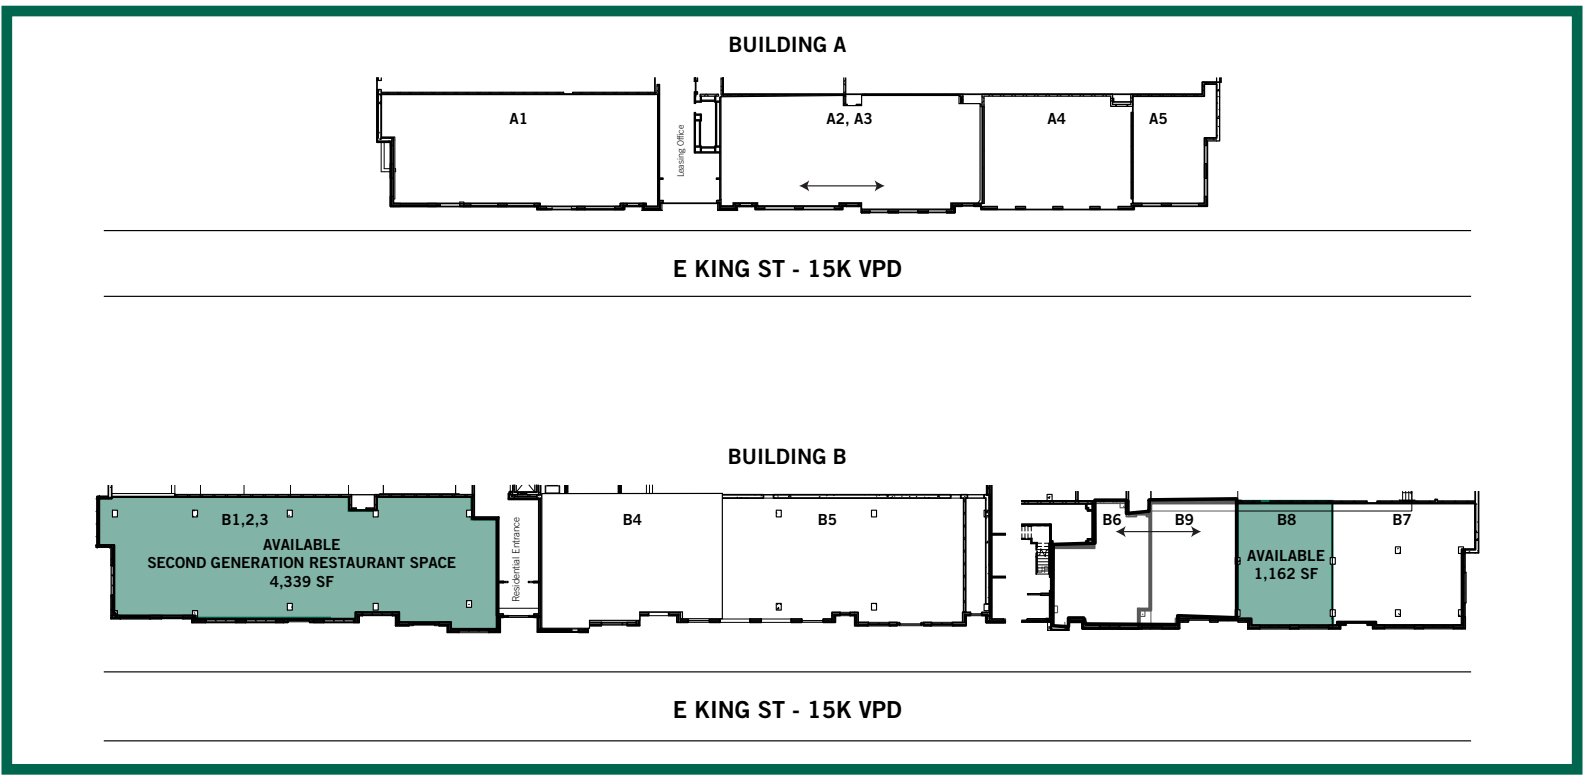 BUILDING A
A1
Leasing Office
A2, A3
A4
A5
E KING ST - 15K VPD
BUILDING B
B1,2,3
AVAILABLE
SECOND GENERATION RESTAURANT SPACE
4,339 SF
Residential Entrance
B4
B5
B6
B9
B8
AVAILABLE
1,162 SF
B7
E KING ST - 15K VPD